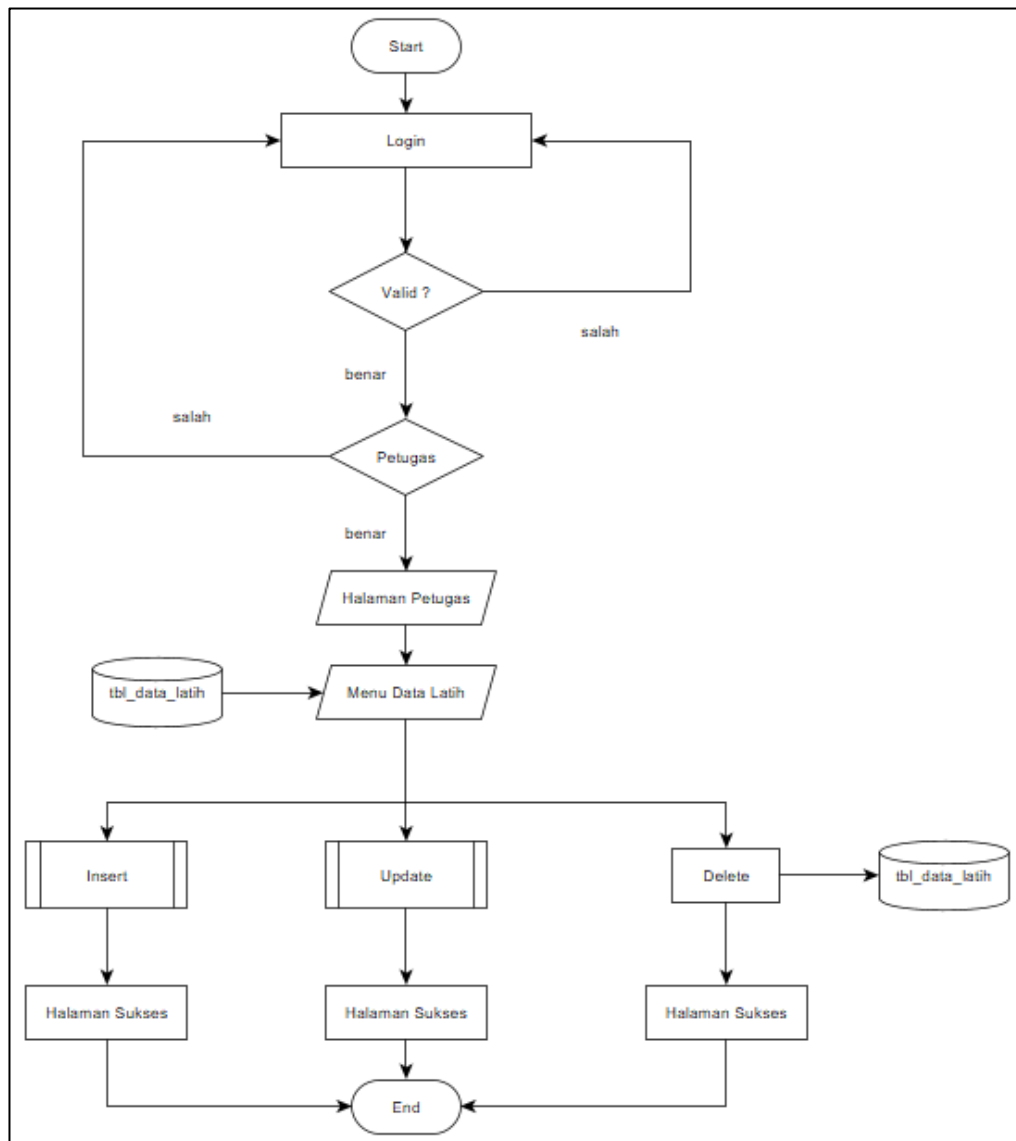 Start
Login
Valid ?
salah
benar
salah
Petugas
benar
Halaman Petugas
tbl_data_latih
Menu Data Latih
Insert
Update
Delete
tbl_data_latih
Halaman Sukses
Halaman Sukses
Halaman Sukses
End